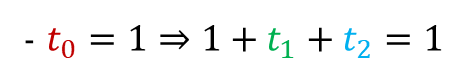 - t₀ = 1 ⇒ 1 + t₁ + t₂ = 1